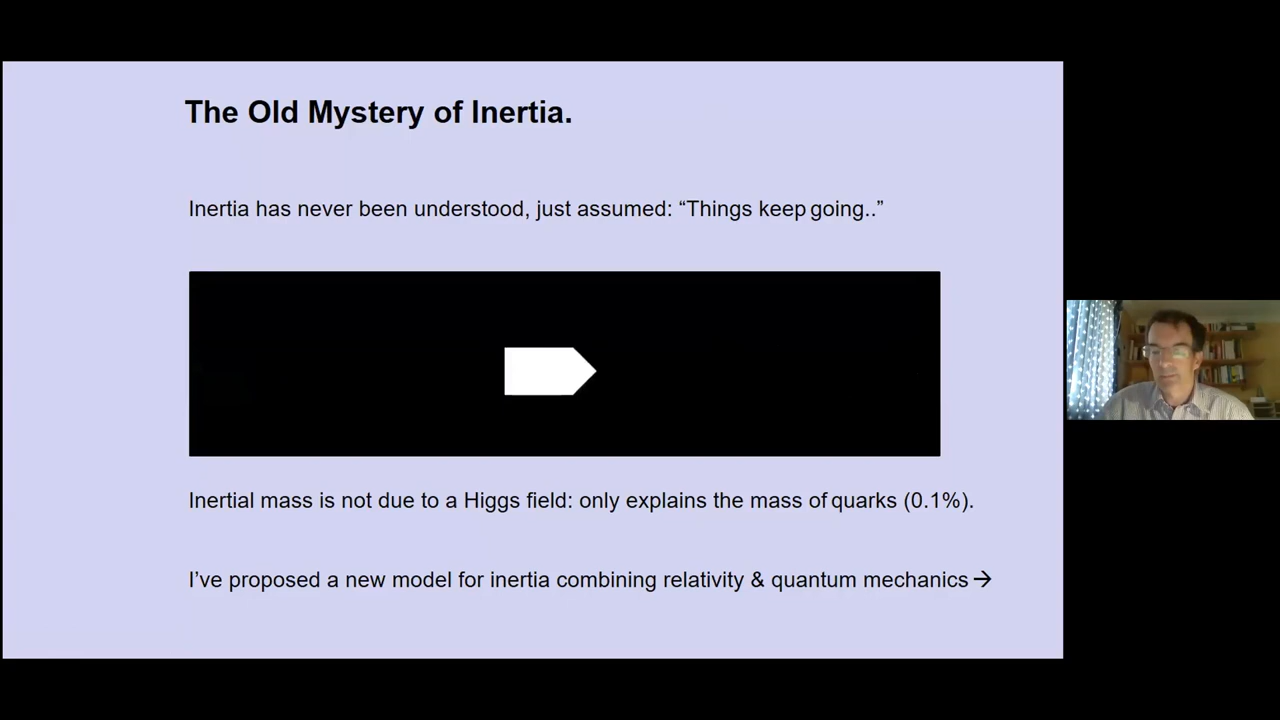 The Old Mystery of Inertia.
Inertia has never been understood, just assumed: “Things keep going..”
Inertial mass is not due to a Higgs field: only explains the mass of quarks (0.1%).
I’ve proposed a new model for inertia combining relativity & quantum mechanics →